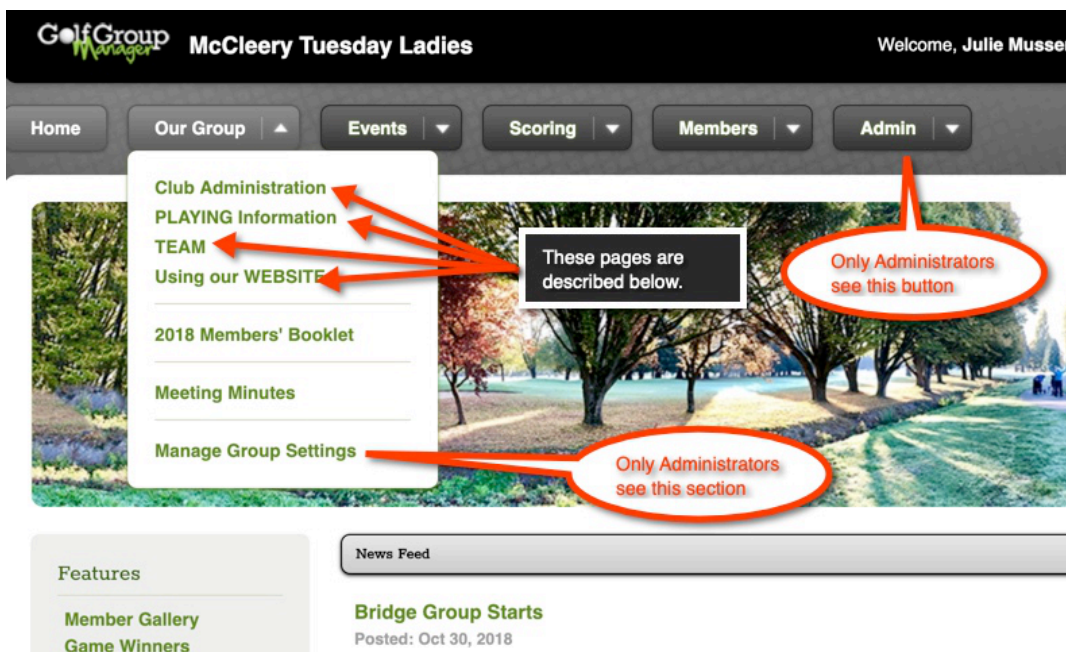 GolfGroup
Manager
McCleery Tuesday Ladies
Welcome, Julie Musser
Home
Our Group
Events
Scoring
Members
Admin
Club Administration
PLAYING Information
TEAM
Using our WEBSITE
2018 Members' Booklet
Meeting Minutes
Manage Group Settings
These pages are
described below.
Only Administrators
see this button
Only Administrators
see this section
Features
Member Gallery
Game Winners
News Feed
Bridge Group Starts
Posted: Oct 30, 2018